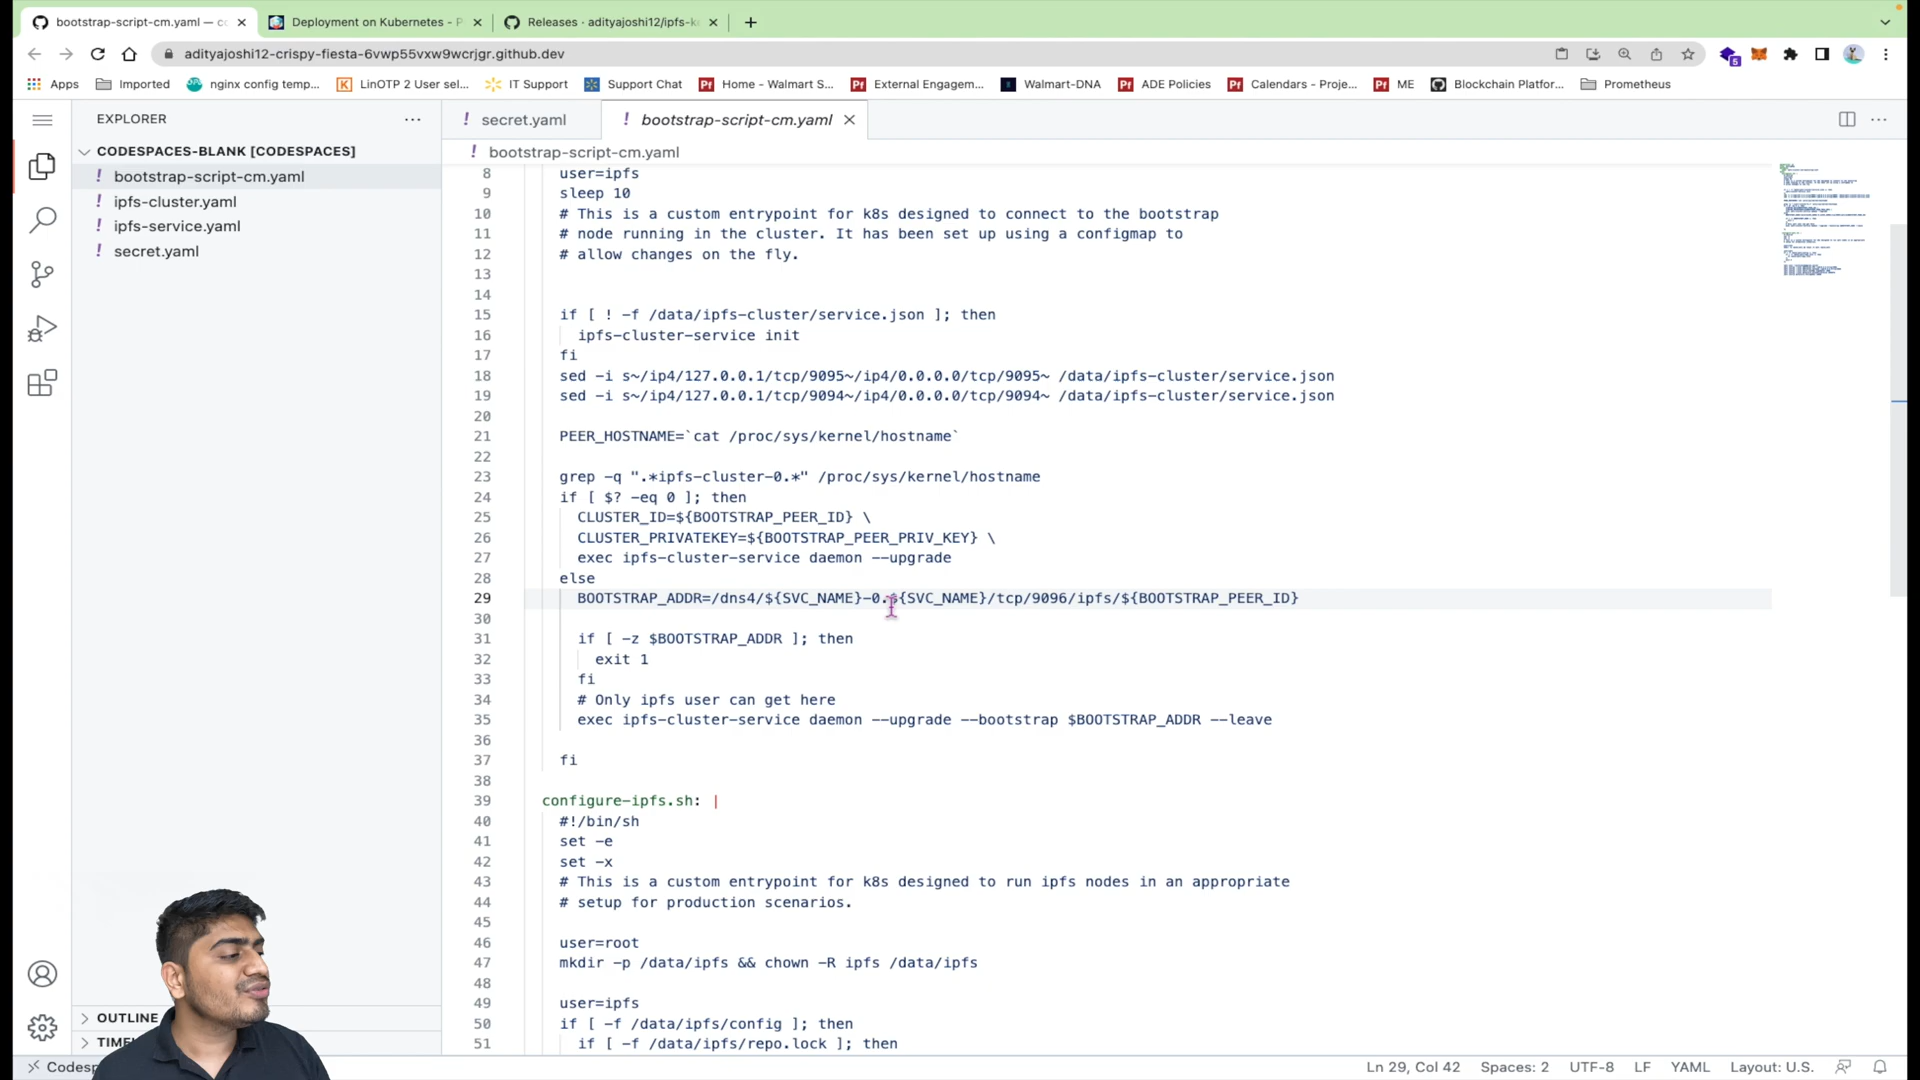 bootstrap-script-cm.yaml — co
Deployment on Kubernetes - P
Releases · adityajoshi12/ipfs-k
adityajoshi12-crispy-fiesta-6vwp55vxw9wcrjgr.github.dev
5
Apps
Imported
nginx config temp...
LinOTP 2 User sel...
IT Support
Support Chat
Home - Walmart S...
External Engagem...
Walmart-DNA
ADE Policies
Calendars - Proje...
ME
Blockchain Platfor...
Prometheus
EXPLORER
CODESPACES-BLANK [CODESPACES]
! bootstrap-script-cm.yaml
! ipfs-cluster.yaml
! ipfs-service.yaml
! secret.yaml
OUTLINE
! secret.yaml
! bootstrap-script-cm.yaml
! bootstrap-script-cm.yaml
8 user=ipfs
9 sleep 10
10 # This is a custom entrypoint for k8s designed to connect to the bootstrap
11 # node running in the cluster. It has been set up using a configmap to
12 # allow changes on the fly.
13
14
15 if [ ! -f /data/ipfs-cluster/service.json ]; then
16 ipfs-cluster-service init
17 fi
18 sed -i s~/ip4/127.0.0.1/tcp/9095~/ip4/0.0.0.0/tcp/9095~ /data/ipfs-cluster/service.json
19 sed -i s~/ip4/127.0.0.1/tcp/9094~/ip4/0.0.0.0/tcp/9094~ /data/ipfs-cluster/service.json
20
21 PEER_HOSTNAME=`cat /proc/sys/kernel/hostname`
22
23 grep -q ".*ipfs-cluster-0.*" /proc/sys/kernel/hostname
24 if [ $? -eq 0 ]; then
25 CLUSTER_ID=${BOOTSTRAP_PEER_ID} \
26 CLUSTER_PRIVATEKEY=${BOOTSTRAP_PEER_PRIV_KEY} \
27 exec ipfs-cluster-service daemon --upgrade
28 else
29 BOOTSTRAP_ADDR=/dns4/${SVC_NAME}-0.${SVC_NAME}/tcp/9096/ipfs/${BOOTSTRAP_PEER_ID}
30
31 if [ -z $BOOTSTRAP_ADDR ]; then
32 exit 1
33 fi
34 # Only ipfs user can get here
35 exec ipfs-cluster-service daemon --upgrade --bootstrap $BOOTSTRAP_ADDR --leave
36
37 fi
38
39 configure-ipfs.sh: |
40 #!/bin/sh
41 set -e
42 set -x
43 # This is a custom entrypoint for k8s designed to run ipfs nodes in an appropriate
44 # setup for production scenarios.
45
46 user=root
47 mkdir -p /data/ipfs && chown -R ipfs /data/ipfs
48
49 user=ipfs
50 if [ -f /data/ipfs/config ]; then
51 if [ -f /data/ipfs/repo.lock ]; then
Ln 29, Col 42
Spaces: 2
UTF-8
LF
YAML
Layout: U.S.